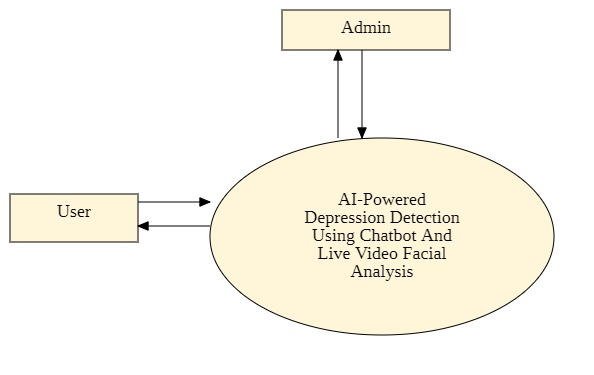 Admin
User
AI-Powered
Depression Detection
Using Chatbot And
Live Video Facial
Analysis